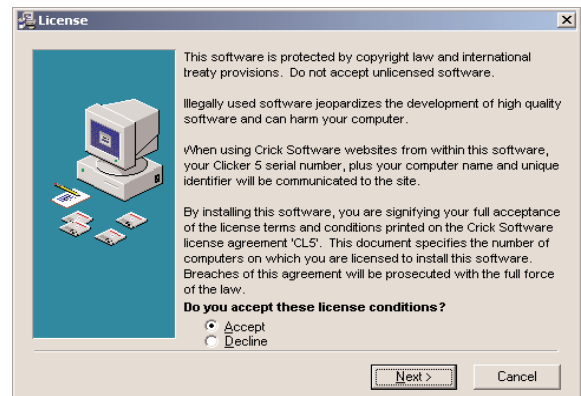 License
This software is protected by copyright law and international
treaty provisions. Do not accept unlicensed software.
Illegally used software jeopardizes the development of high quality
software and can harm your computer.
When using Crick Software websites from within this software,
your Clicker 5 serial number, plus your computer name and unique
identifier will be communicated to the site.
By installing this software, you are signifying your full acceptance
of the license terms and conditions printed on the Crick Software
license agreement 'CL5'. This document specifies the number of
computers on which you are licensed to install this software.
Breaches of this agreement will be prosecuted with the full force
of the law.
Do you accept these license conditions?
Accept
Decline
Next >
Cancel